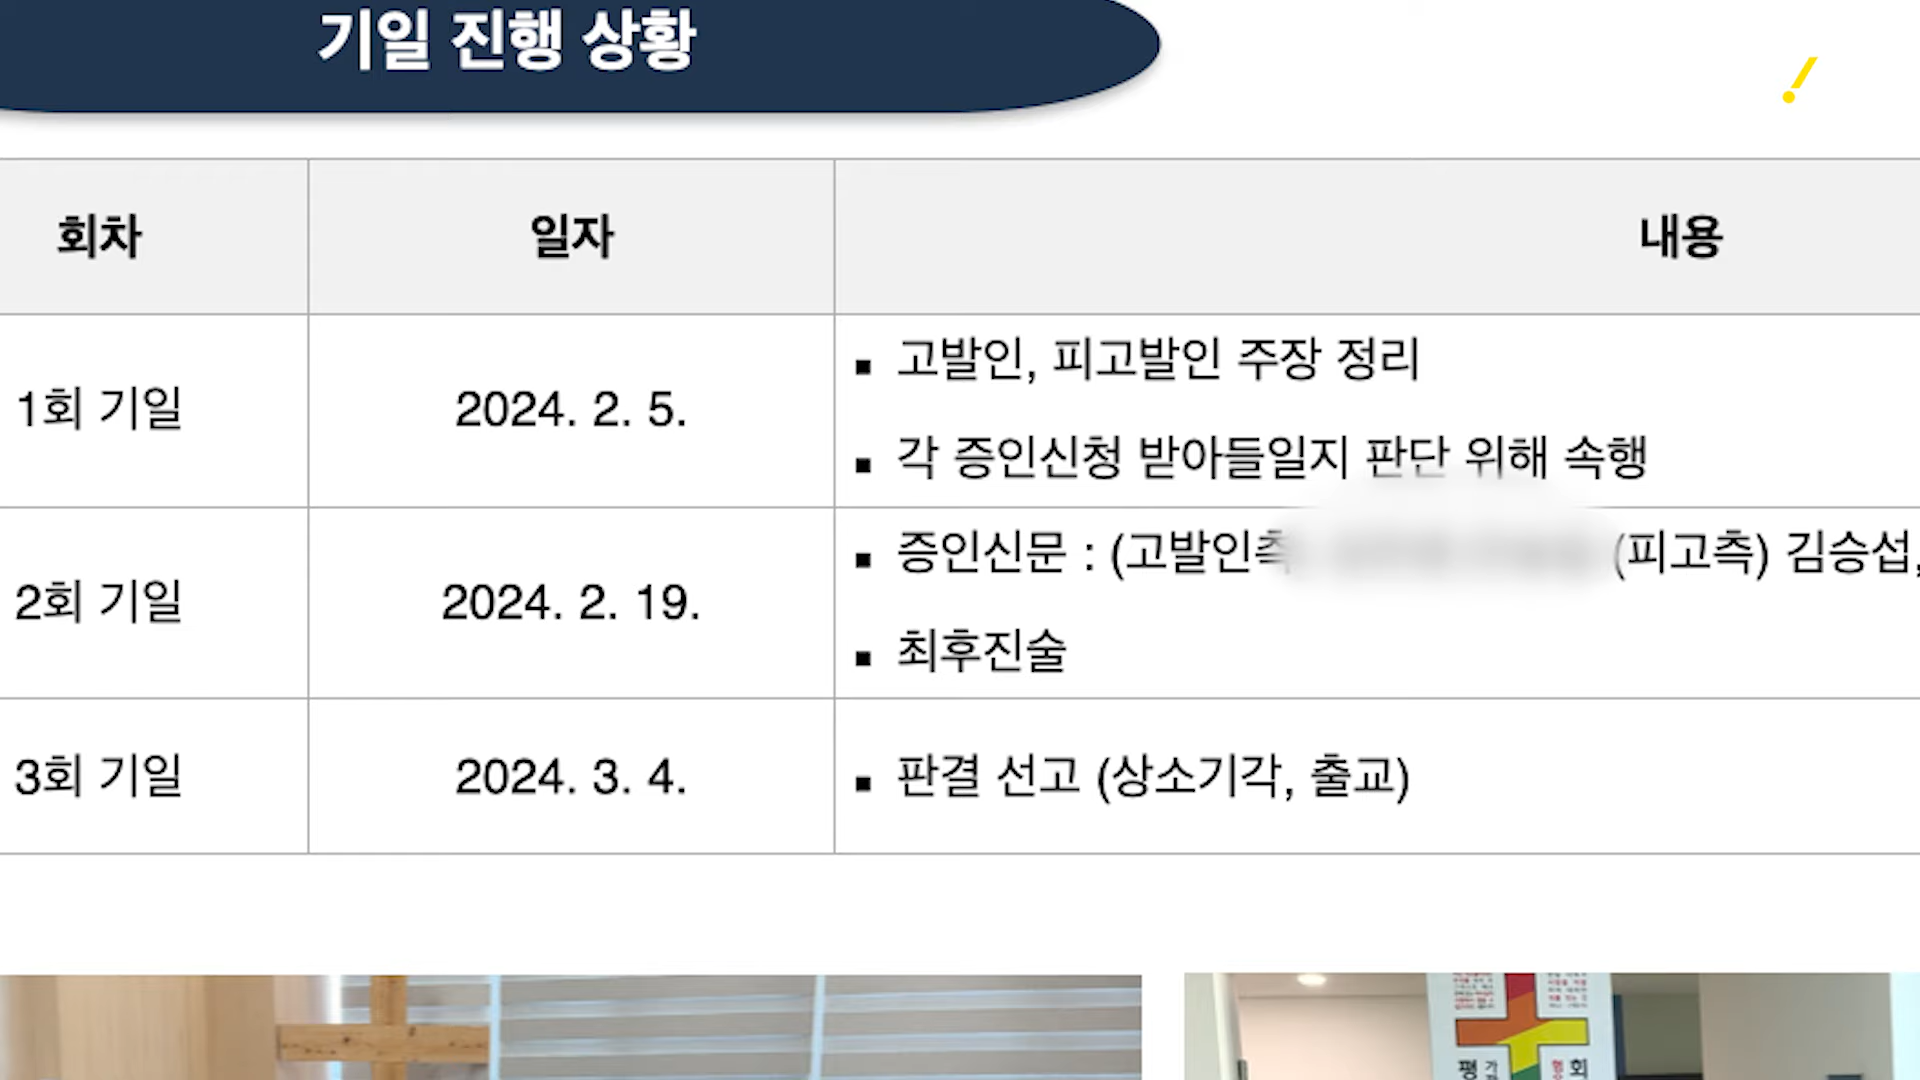 기일 진행 상황
회차 일자 내용
1회 기일 2024. 2. 5.
▪ 고발인, 피고발인 주장 정리
▪ 각 증인신청 받아들일지 판단 위해 속행
2회 기일 2024. 2. 19.
▪ 증인신문 : (고발인측 (피고측) 김승섭,
▪ 최후진술
3회 기일 2024. 3. 4.
▪ 판결 선고 (상소기각, 출교)
평
회